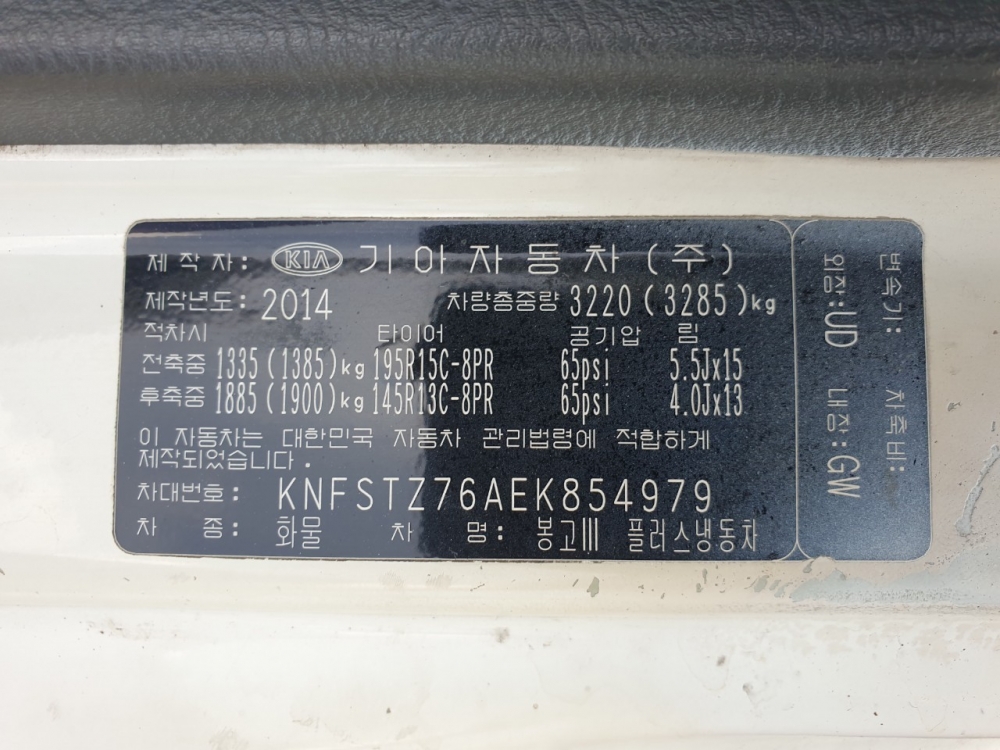 제작자: KIA 기아자동차(주)
제작년도: 2014 차량총중량 3220(3285)kg
적차시 타이어 공기압 림
전축중 1335(1385)kg 195R15C-8PR 65psi 5.5Jx15
후축중 1885(1900)kg 145R13C-8PR 65psi 4.0Jx13
이 자동차는 대한민국 자동차 관리법령에 적합하게
제작되었습니다.
차대번호: KNFSTZ76AEK854979
차 종: 화물 차 명: 봉고III 플러스냉동차
변속기: 차축비:
외장:UD 내장:GW